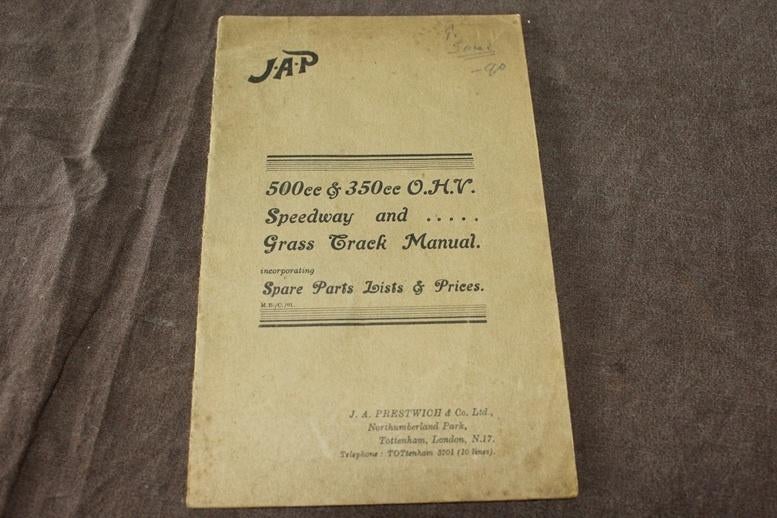 J·A·P
500cc & 350cc O.H.V.
Speedway and .....
Grass Track Manual.
incorporating
Spare Parts Lists & Prices.
J. A. PRESTWICH & Co. Ltd.,
Northumberland Park,
Tottenham, London, N.17.
Telephone: TOTtenham 3701 (10 lines).